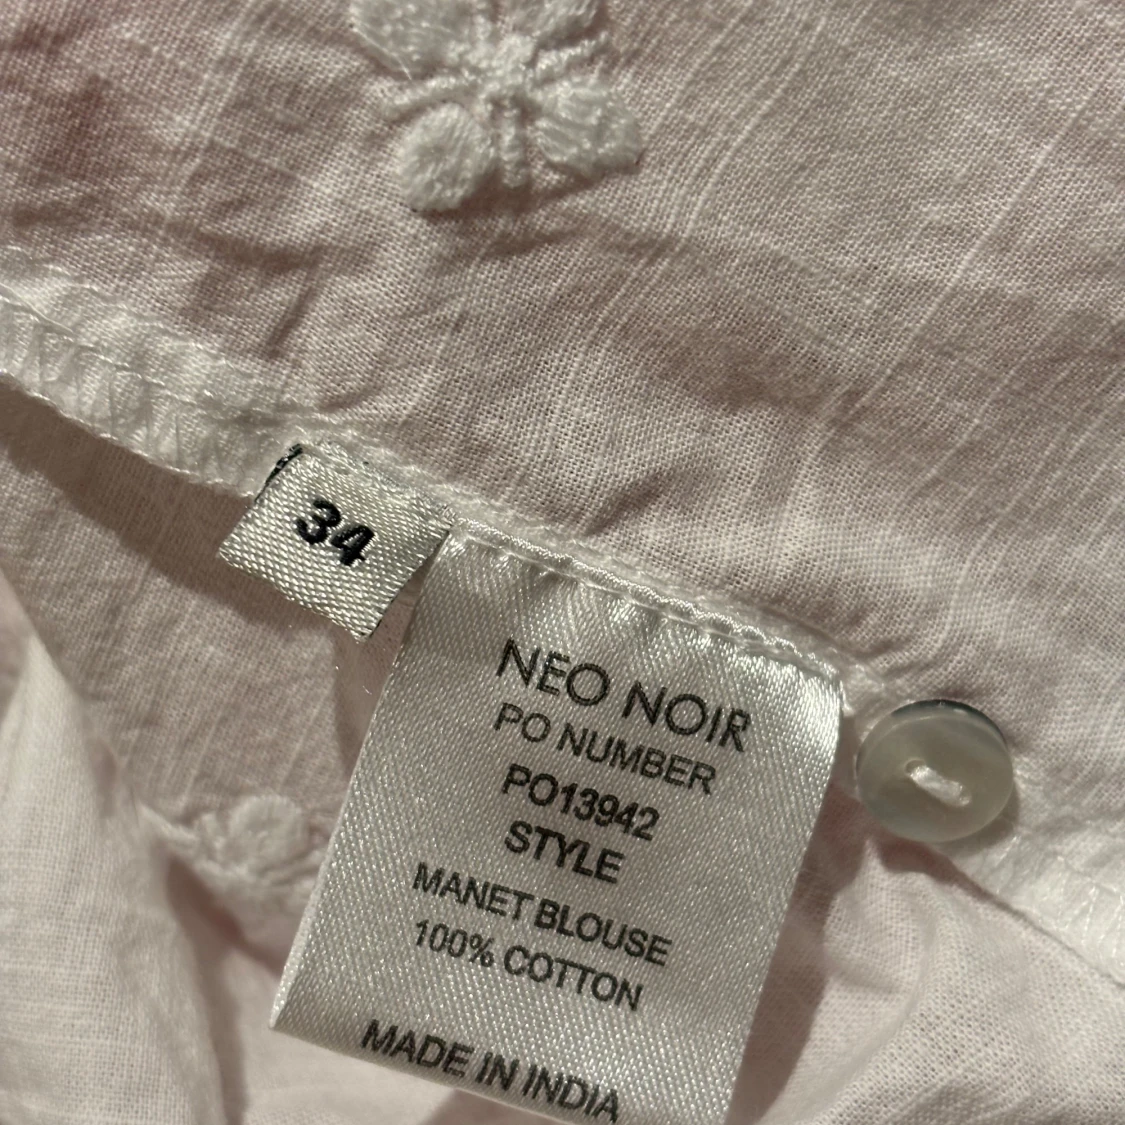 34
NEO NOIR
PO NUMBER
PO13942
STYLE
MANET BLOUSE
100% COTTON
MADE IN INDIA